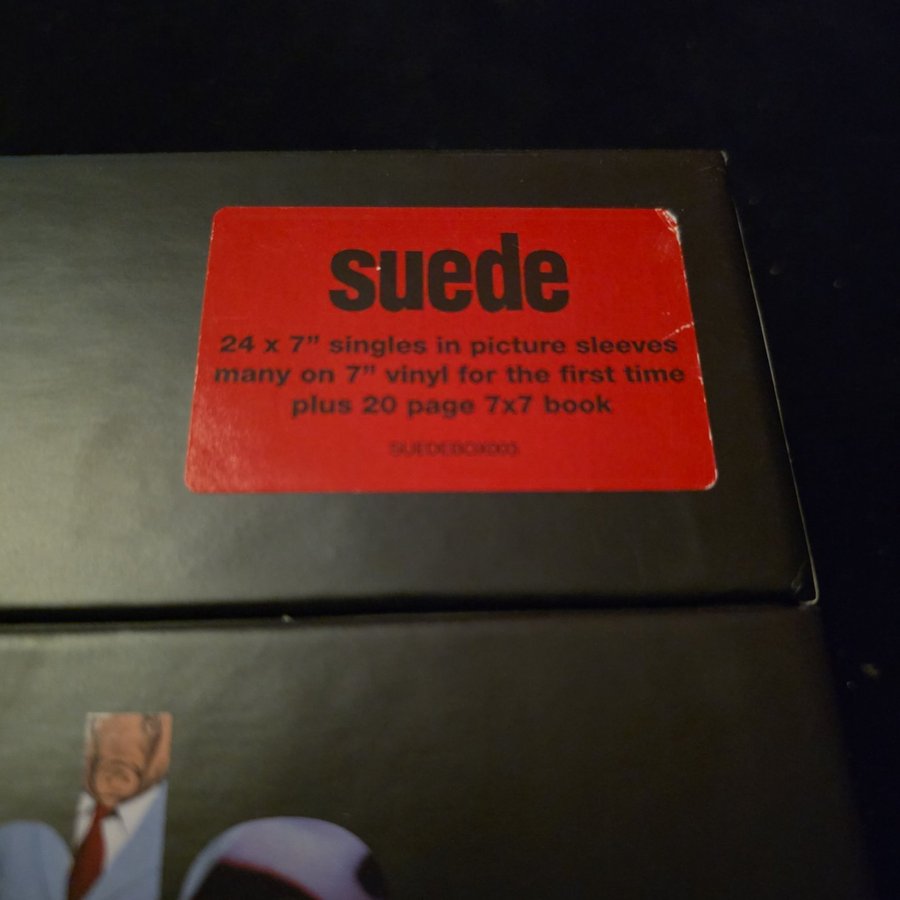 suede
24 x 7” singles in picture sleeves
many on 7” vinyl for the first time
plus 20 page 7x7 book
SUEDEBOX003